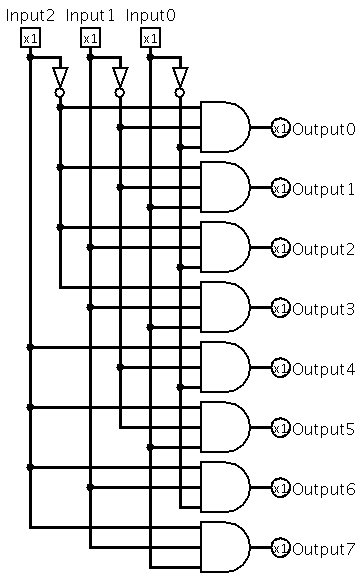 Input2 Input1 Input0
x1 x1 x1
x1 Output0
x1 Output1
x1 Output2
x1 Output3
x1 Output4
x1 Output5
x1 Output6
x1 Output7